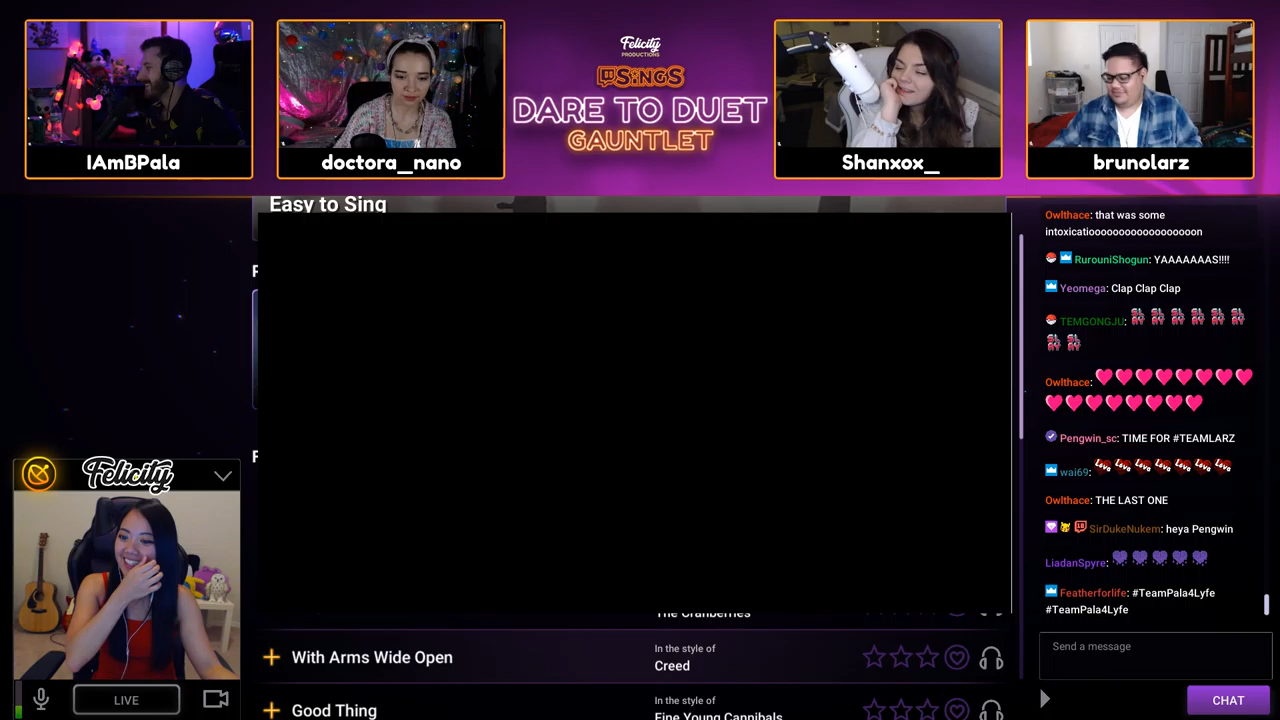 Felicity
PRODUCTIONS
SINGS
DARE TO DUET
GAUNTLET
IAmBPala
doctora__nano
Shanxox_
brunolarz
Easy to Sing
Owlthace: that was some
intoxicatiooooooooooooooooooon
RurouniShogun: YAAAAAAAS!!!!
Yeomega: Clap Clap Clap
TEMGONGJU:
Owlthace:
Pengwin_sc: TIME FOR #TEAMLARZ
wai69:
Owlthace: THE LAST ONE
SirDukeNukem: heya Pengwin
LiadanSpyre:
Featherforlife: #TeamPala4Lyfe
#TeamPala4Lyfe
Send a message
CHAT
Felicity
LIVE
The Cranberries
With Arms Wide Open
In the style of
Creed
Good Thing
In the style of
Fine Young Cannibals